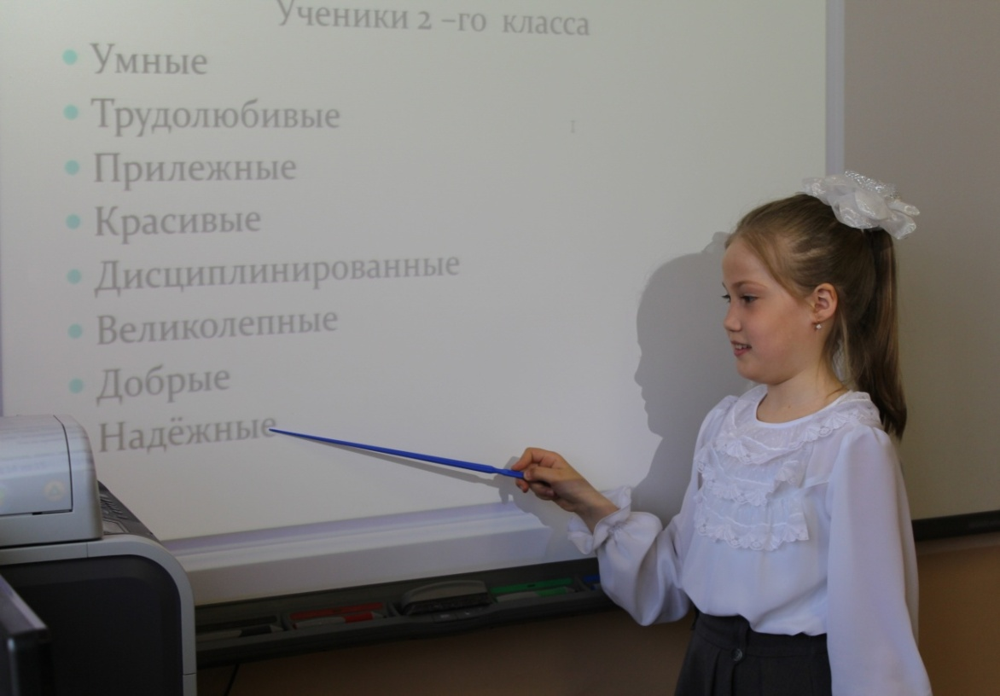 Ученики 2 –го класса
Умные
Трудолюбивые
Прилежные
Красивые
Дисциплинированные
Великолепные
Добрые
Надёжные